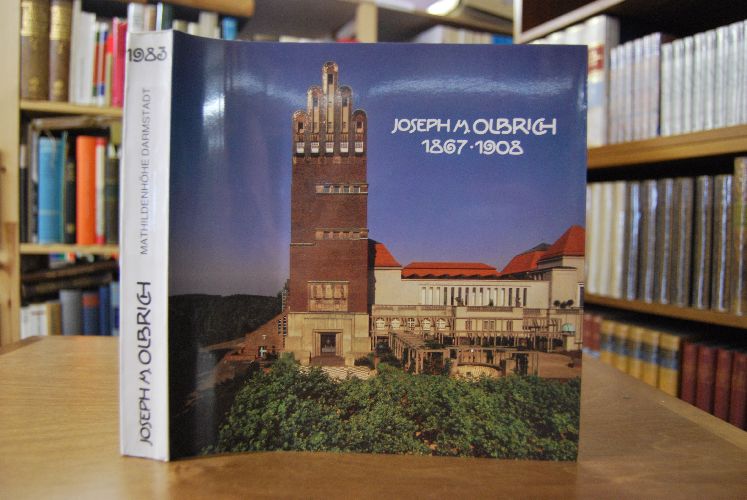 1983
MATHILDENHÖHE DARMSTADT
JOSEPH M. OLBRICH
JOSEPH M. OLBRICH
1867 · 1908